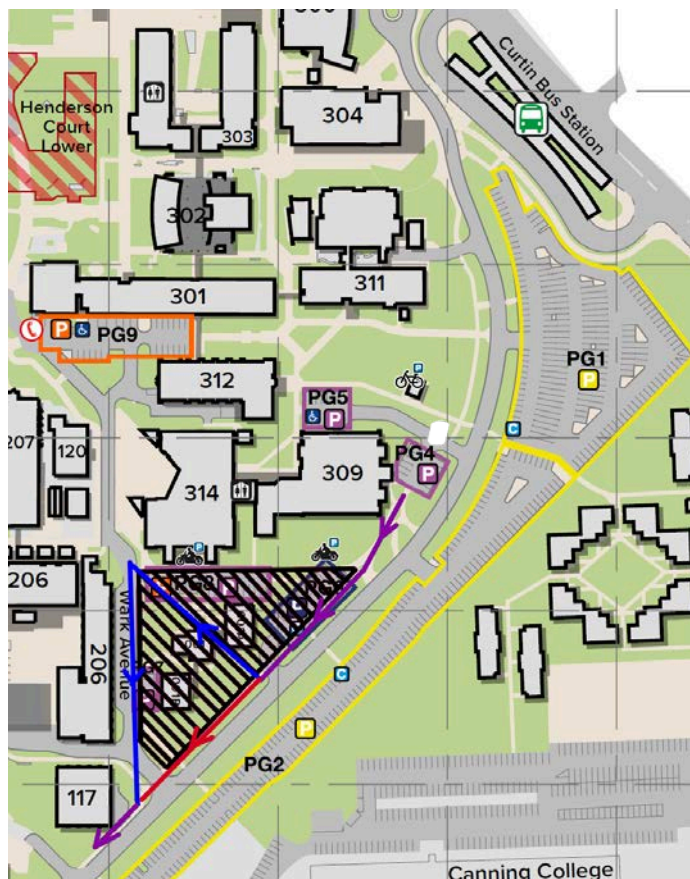 Curtin Bus Station
Henderson
Court
Lower
303
304
302
301
311
P
PG9
312
PG1
P
PG5
P
PG4
P
C
207
120
314
309
P
P
P
206
PG8
Walk Avenue
206
C
P
PG2
117
Canning College